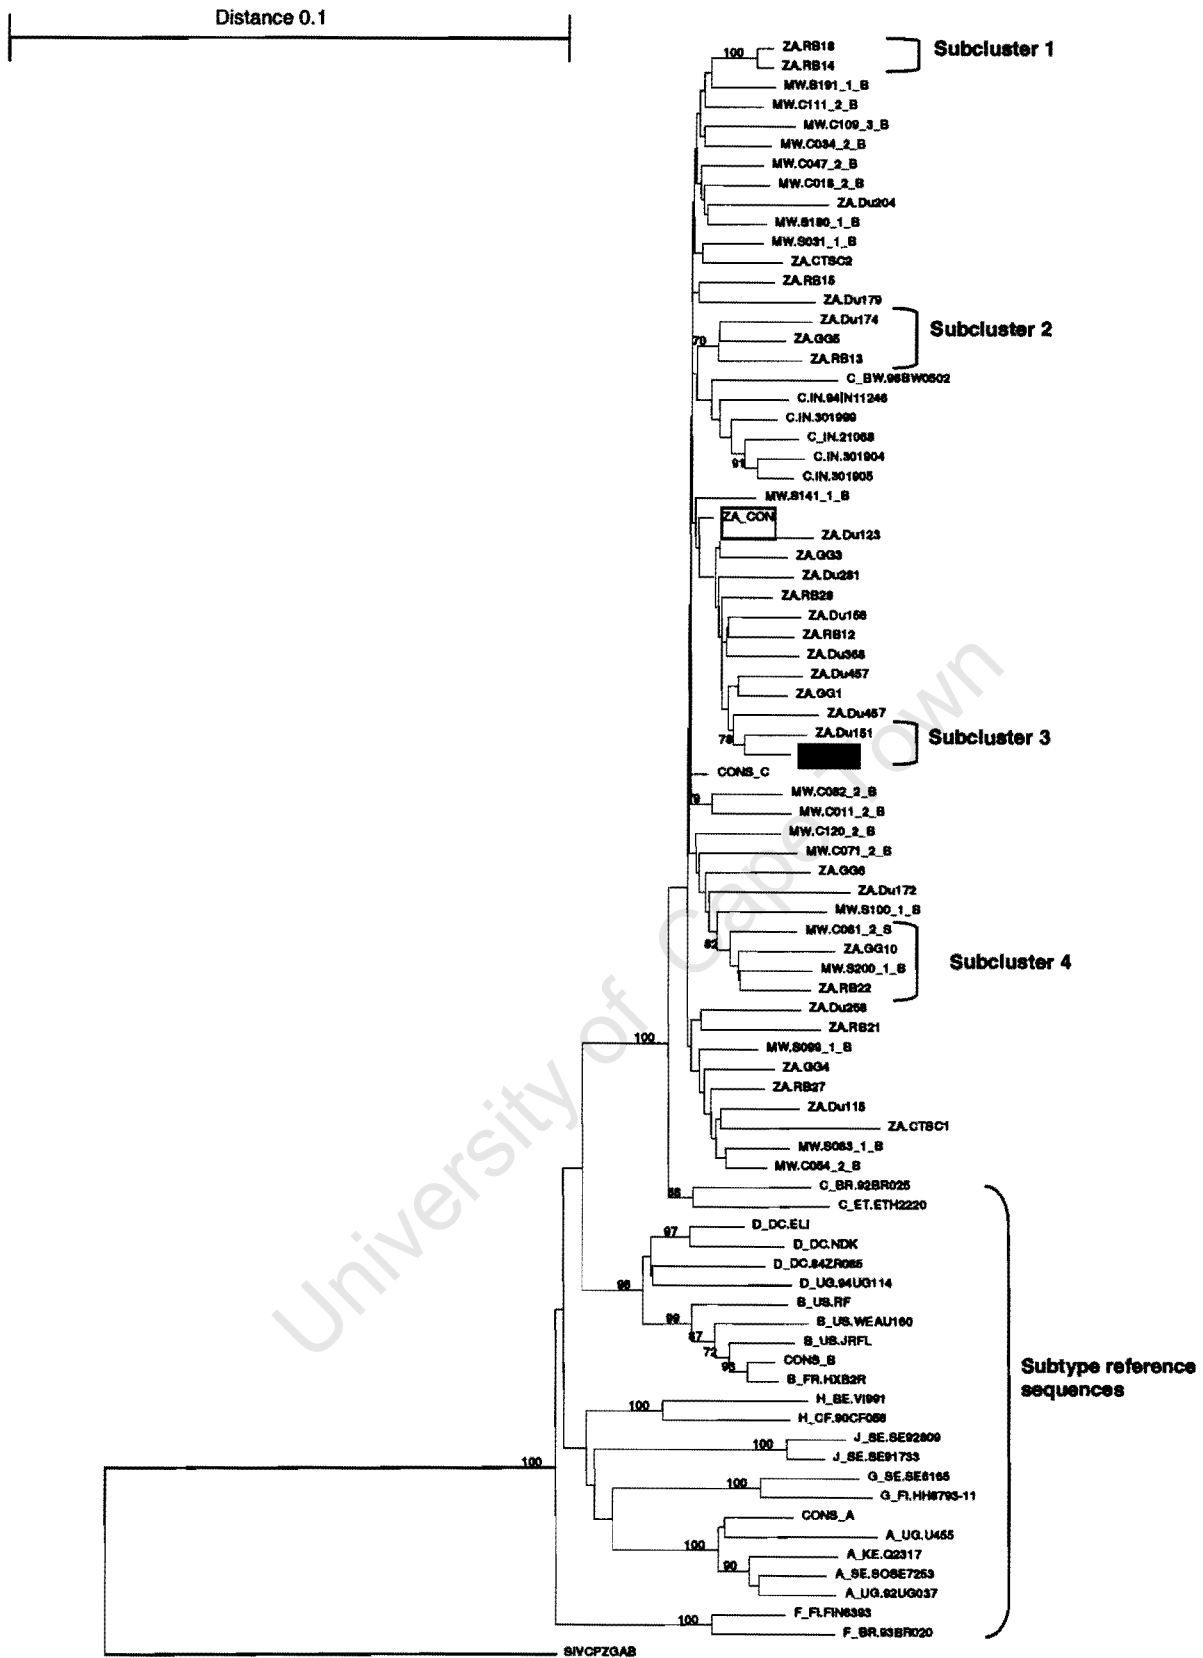 Distance 0.1
100
ZA.RB18
ZA.RB14
Subcluster 1
MW.S191_1_B
MW.C111_2_B
MW.C109_3_B
MW.C034_2_B
MW.C047_2_B
MW.C018_2_B
ZA.Du204
MW.S180_1_B
MW.S031_1_B
ZA.CTSC2
ZA.RB15
ZA.Du179
70
ZA.Du174
ZA.GG5
ZA.RB13
Subcluster 2
C_BW.96BW0502
C.IN.94IN11246
C.IN.301999
C_IN.21068
91
C.IN.301904
C.IN.301905
MW.S141_1_B
ZA_CON
ZA.Du123
ZA.GG3
ZA.Du281
ZA.RB28
ZA.Du156
ZA.RB12
ZA.Du368
ZA.Du457
ZA.GG1
ZA.Du467
78
ZA.Du151
Subcluster 3
CONS_C
79
MW.C082_2_B
MW.C011_2_B
MW.C120_2_B
MW.C071_2_B
ZA.GG6
ZA.Du172
MW.S100_1_B
82
MW.C061_2_S
ZA.GG10
MW.S200_1_B
ZA.RB22
Subcluster 4
ZA.Du258
ZA.RB21
100
MW.S099_1_B
ZA.GG4
ZA.RB27
ZA.Du115
ZA.CTSC1
MW.S083_1_B
MW.C054_2_B
C_BR.92BR025
C_ET.ETH2220
D_DC.ELI
97
D_DC.NDK
D_DC.84ZR085
96
D_UG.94UG114
B_US.RF
99
B_US.WEAU160
87
B_US.JRFL
72
CONS_B
93
B_FR.HXB2R
Subtype reference
sequences
H_BE.VI991
100
H_CF.90CF056
J_SE.SE92809
100
J_SE.SE91733
100
G_SE.SE6165
100
G_FI.HH8793-11
CONS_A
A_UG.U455
100
A_KE.Q2317
90
A_SE.SOSE7253
A_UG.92UG037
F_FI.FIN6393
100
F_BR.93BR020
SIVCPZGAB
University of Cape Town